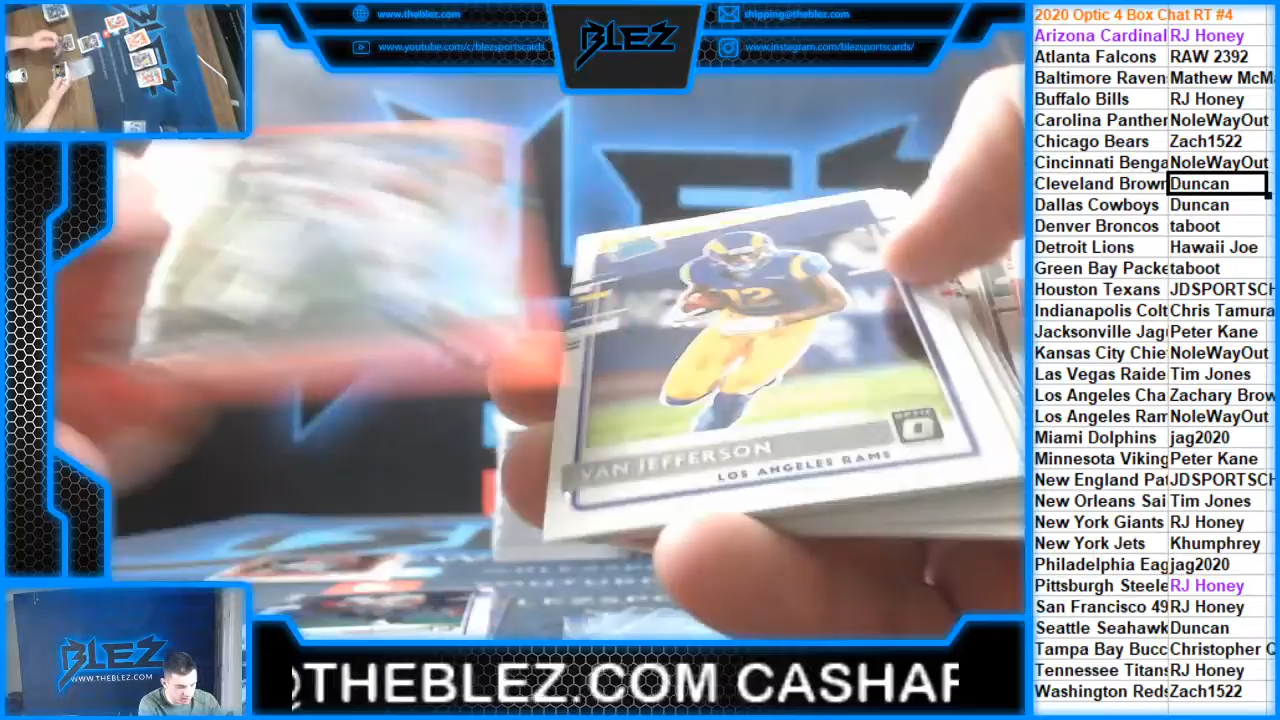 www.theblez.com
shipping@theblez.com
www.youtube.com/c/blezsportscards/
www.instagram.com/blezsportscards/
BLEZ
2020 Optic 4 Box Chat RT #4
Arizona Cardinal RJ Honey
Atlanta Falcons RAW 2392
Baltimore Raven Mathew McMa
Buffalo Bills RJ Honey
Carolina Panther NoleWayOut
Chicago Bears Zach1522
Cincinnati Benga NoleWayOut
Cleveland Brown Duncan
Dallas Cowboys Duncan
Denver Broncos taboot
Detroit Lions Hawaii Joe
Green Bay Packe taboot
Houston Texans JDSPORTSCH
Indianapolis Colt Chris Tamura
Jacksonville Jag Peter Kane
Kansas City Chie NoleWayOut
Las Vegas Raide Tim Jones
Los Angeles Cha Zachary Brow
Los Angeles Ram NoleWayOut
Miami Dolphins jag2020
Minnesota Viking Peter Kane
New England Pa JDSPORTSCH
New Orleans Sai Tim Jones
New York Giants RJ Honey
New York Jets Khumphrey
Philadelphia Eag jag2020
Pittsburgh Steele RJ Honey
San Francisco 49 RJ Honey
Seattle Seahawk Duncan
Tampa Bay Bucc Christopher Q
Tennessee Titans RJ Honey
Washington Reds Zach1522
12
OPTIC
VAN JEFFERSON
LOS ANGELES RAMS
BLEZ
WWW.THEBLEZ.COM
@THEBLEZ.COM CASHAP